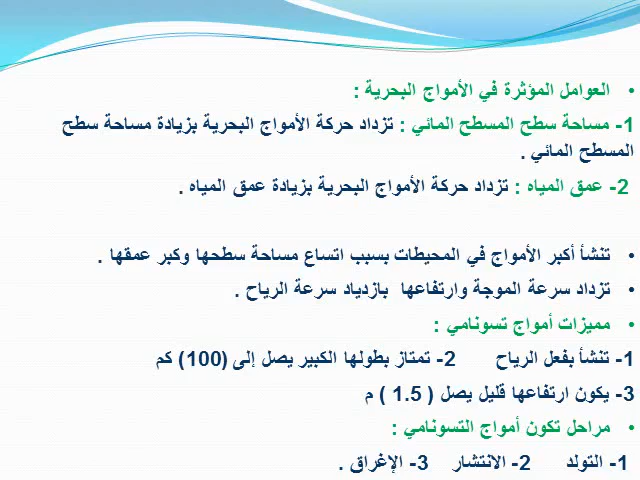 • العوامل المؤثرة في الأمواج البحرية :
1- مساحة سطح المسطح المائي : تزداد حركة الأمواج البحرية بزيادة مساحة سطح
المسطح المائي .
2- عمق المياه : تزداد حركة الأمواج البحرية بزيادة عمق المياه .
• تنشأ أكبر الأمواج في المحيطات بسبب اتساع مساحة سطحها وكبر عمقها .
• تزداد سرعة الموجة وارتفاعها بازدياد سرعة الرياح .
• مميزات أمواج تسونامي :
1- تنشأ بفعل الرياح 2- تمتاز بطولها الكبير يصل إلى (100) كم
3- يكون ارتفاعها قليل يصل ( 1.5 ) م
• مراحل تكون أمواج التسونامي :
1- التولد 2- الانتشار 3- الإغراق .